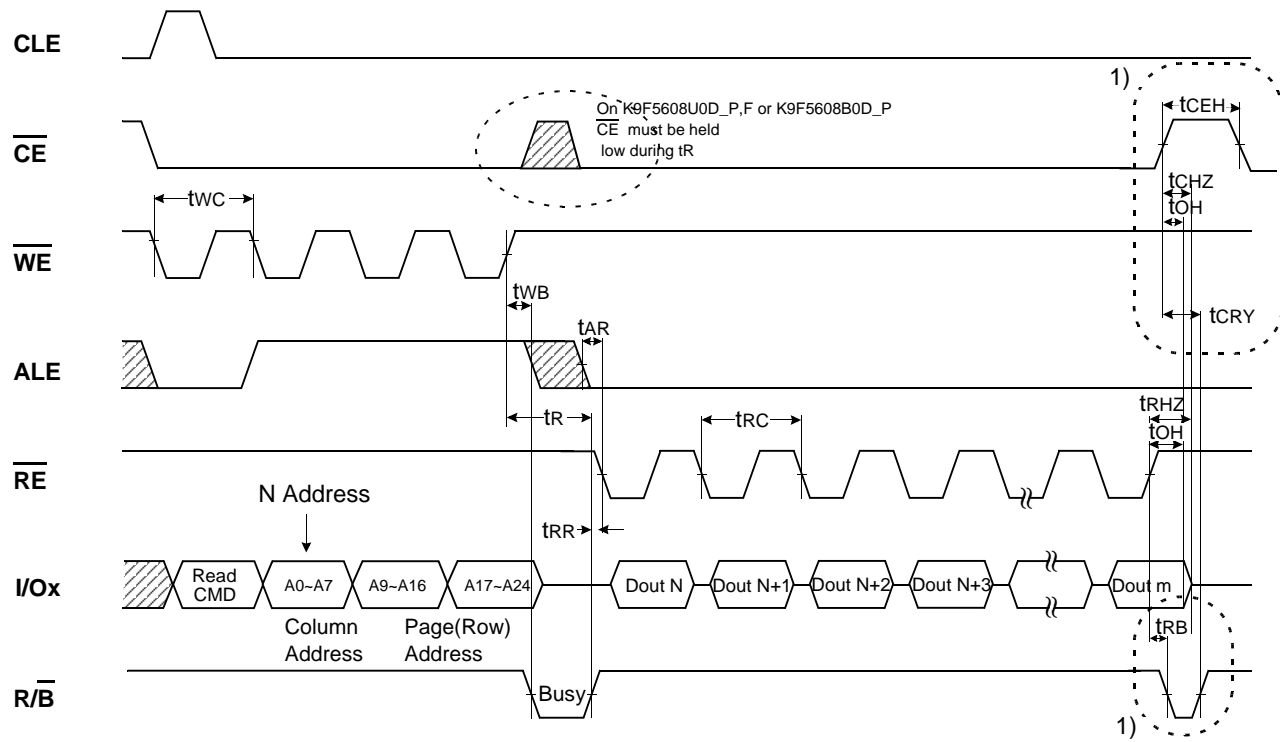 CLE
1)
tCEH
On K9F5608U0D_P,F or K9F5608B0D_P
CE must be held
low during tR
CE
tCHZ
tOH
tWC
WE
tWB
tCRY
tAR
ALE
tRHZ
tR
tRC
tOH
RE
N Address
tRR
I/Ox
Read
CMD
A0~A7
A9~A16
A17~A24
Dout N
Dout N+1
Dout N+2
Dout N+3
Dout m
Column
Address
Page(Row)
Address
tRB
R/B
Busy
1)